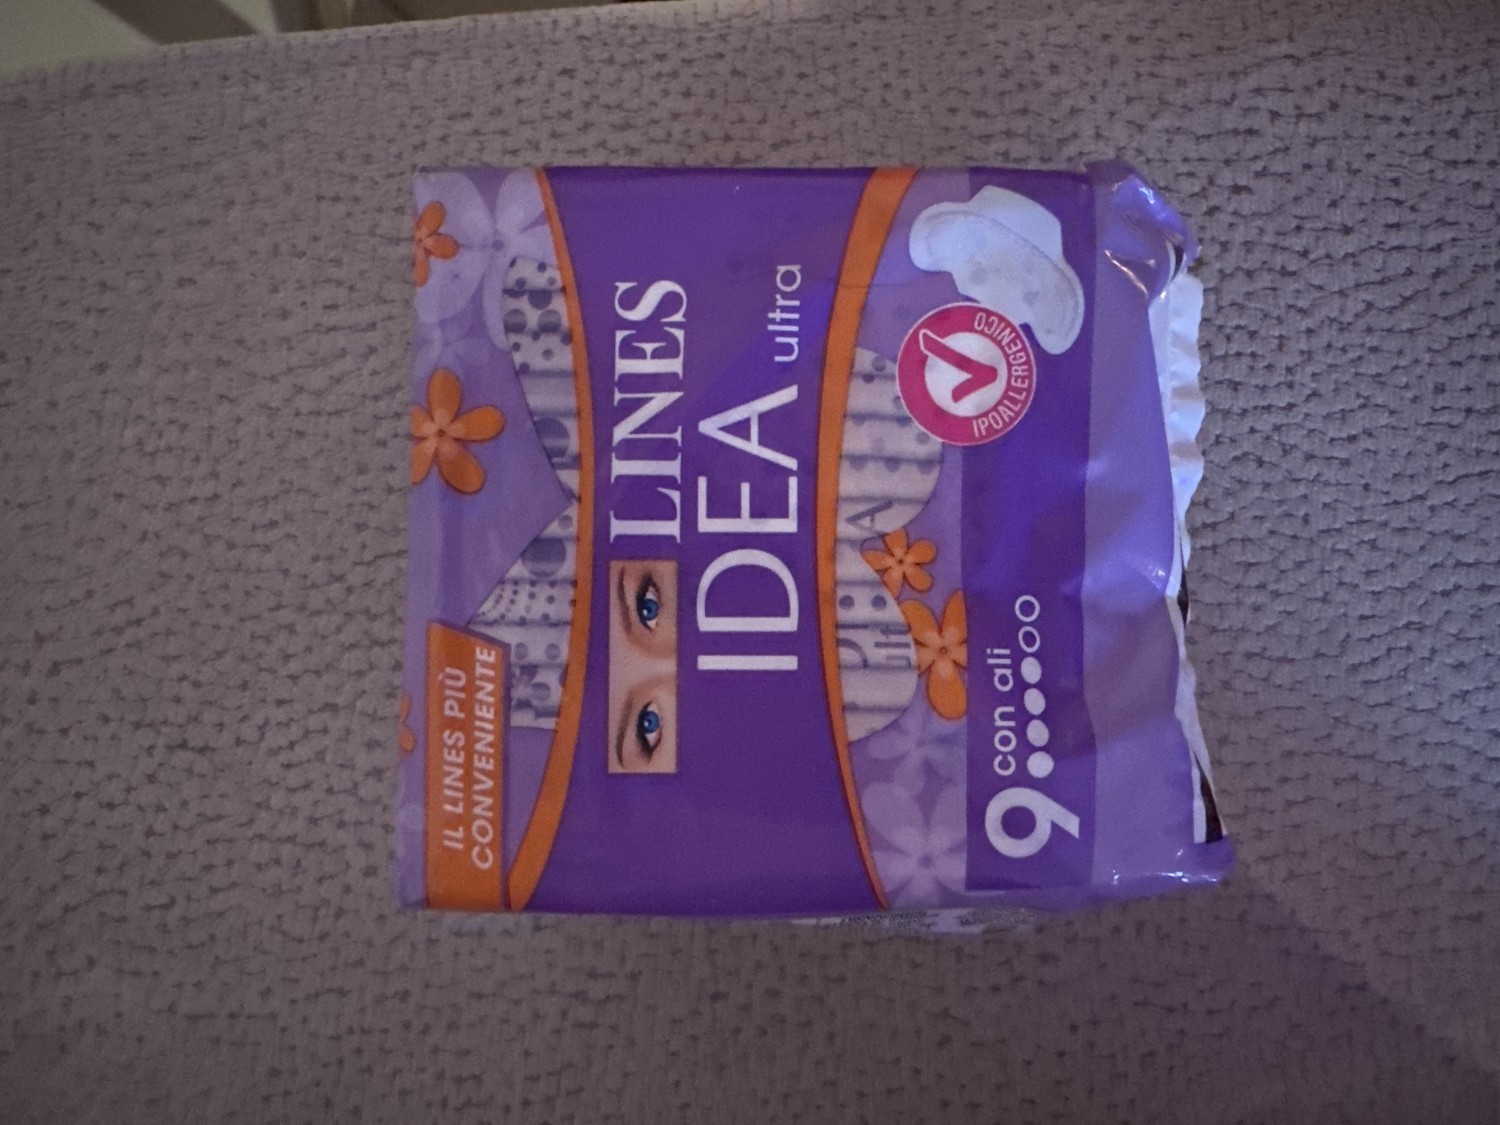 IL LINES PIÙ
CONVENIENTE
LINES
IDEA ultra
IPOALLERGENICO
9 con ali